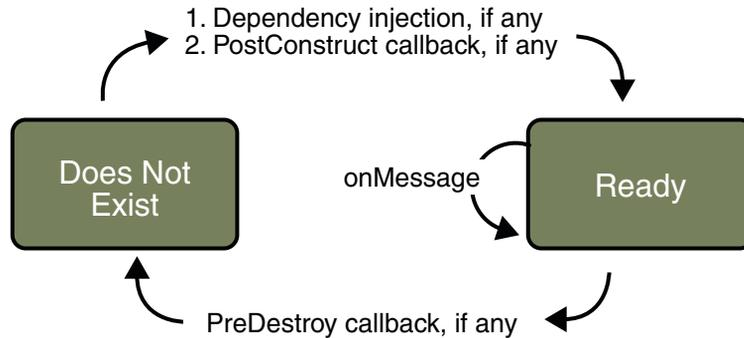 1. Dependency injection, if any
2. PostConstruct callback, if any
Does Not
Exist
onMessage
Ready
PreDestroy callback, if any